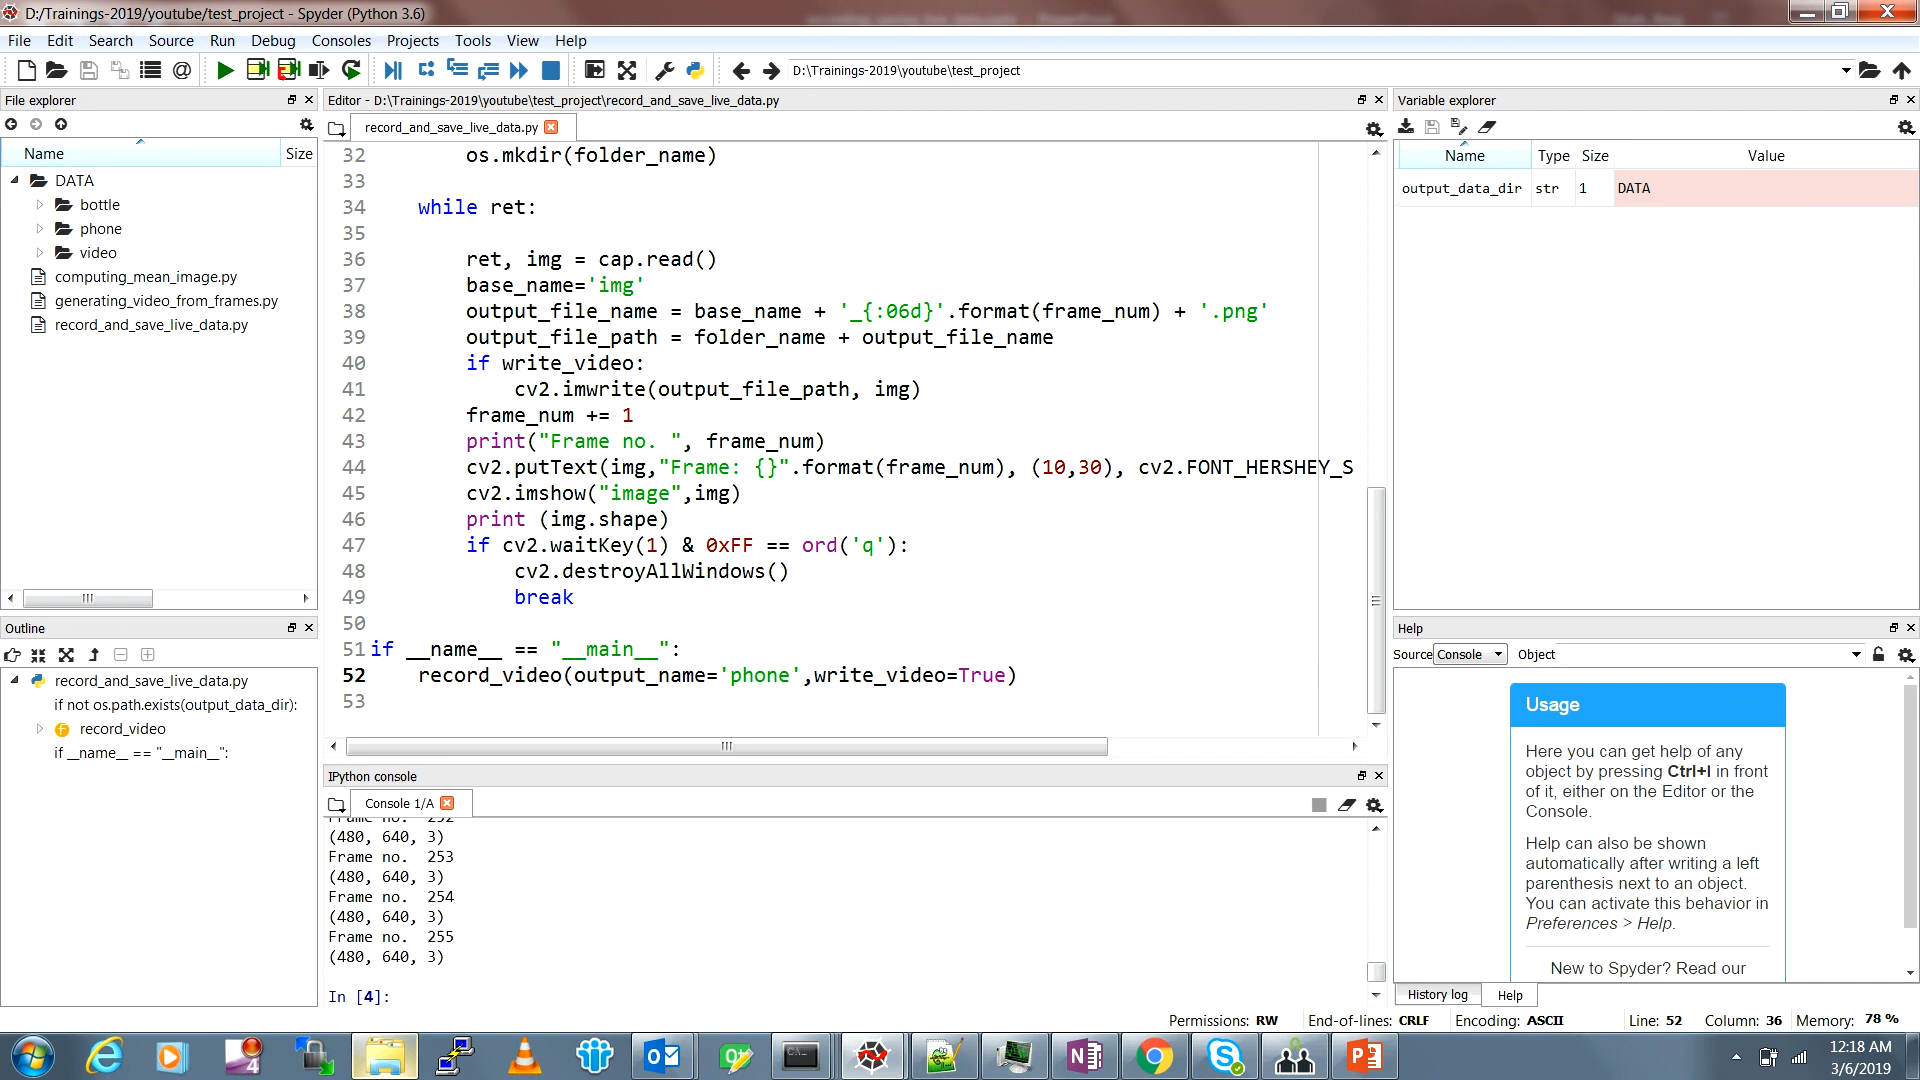 D:/Trainings-2019/youtube/test_project - Spyder (Python 3.6)
File Edit Search Source Run Debug Consoles Projects Tools View Help
D:\Trainings-2019\youtube\test_project
File explorer
Name Size
DATA
bottle
phone
video
computing_mean_image.py
generating_video_from_frames.py
record_and_save_live_data.py
Outline
record_and_save_live_data.py
if not os.path.exists(output_data_dir):
record_video
if __name__ == "__main__":
Editor - D:\Trainings-2019\youtube\test_project\record_and_save_live_data.py
record_and_save_live_data.py
32 os.mkdir(folder_name)
33
34 while ret:
35
36 ret, img = cap.read()
37 base_name='img'
38 output_file_name = base_name + '_{:06d}'.format(frame_num) + '.png'
39 output_file_path = folder_name + output_file_name
40 if write_video:
41 cv2.imwrite(output_file_path, img)
42 frame_num += 1
43 print("Frame no. ", frame_num)
44 cv2.putText(img,"Frame: {}".format(frame_num), (10,30), cv2.FONT_HERSHEY_S
45 cv2.imshow("image",img)
46 print (img.shape)
47 if cv2.waitKey(1) & 0xFF == ord('q'):
48 cv2.destroyAllWindows()
49 break
50
51 if __name__ == "__main__":
52 record_video(output_name='phone',write_video=True)
53
IPython console
Console 1/A
Frame no. 252
(480, 640, 3)
Frame no. 253
(480, 640, 3)
Frame no. 254
(480, 640, 3)
Frame no. 255
(480, 640, 3)
In [4]:
Variable explorer
Name Type Size Value
output_data_dir str 1 DATA
Help
Source Console Object
Usage
Here you can get help of any
object by pressing Ctrl+I in front
of it, either on the Editor or the
Console.
Help can also be shown
automatically after writing a left
parenthesis next to an object.
You can activate this behavior in
Preferences > Help.
New to Spyder? Read our
History log Help
Permissions: RW End-of-lines: CRLF Encoding: ASCII Line: 52 Column: 36 Memory: 78 %
12:18 AM
3/6/2019